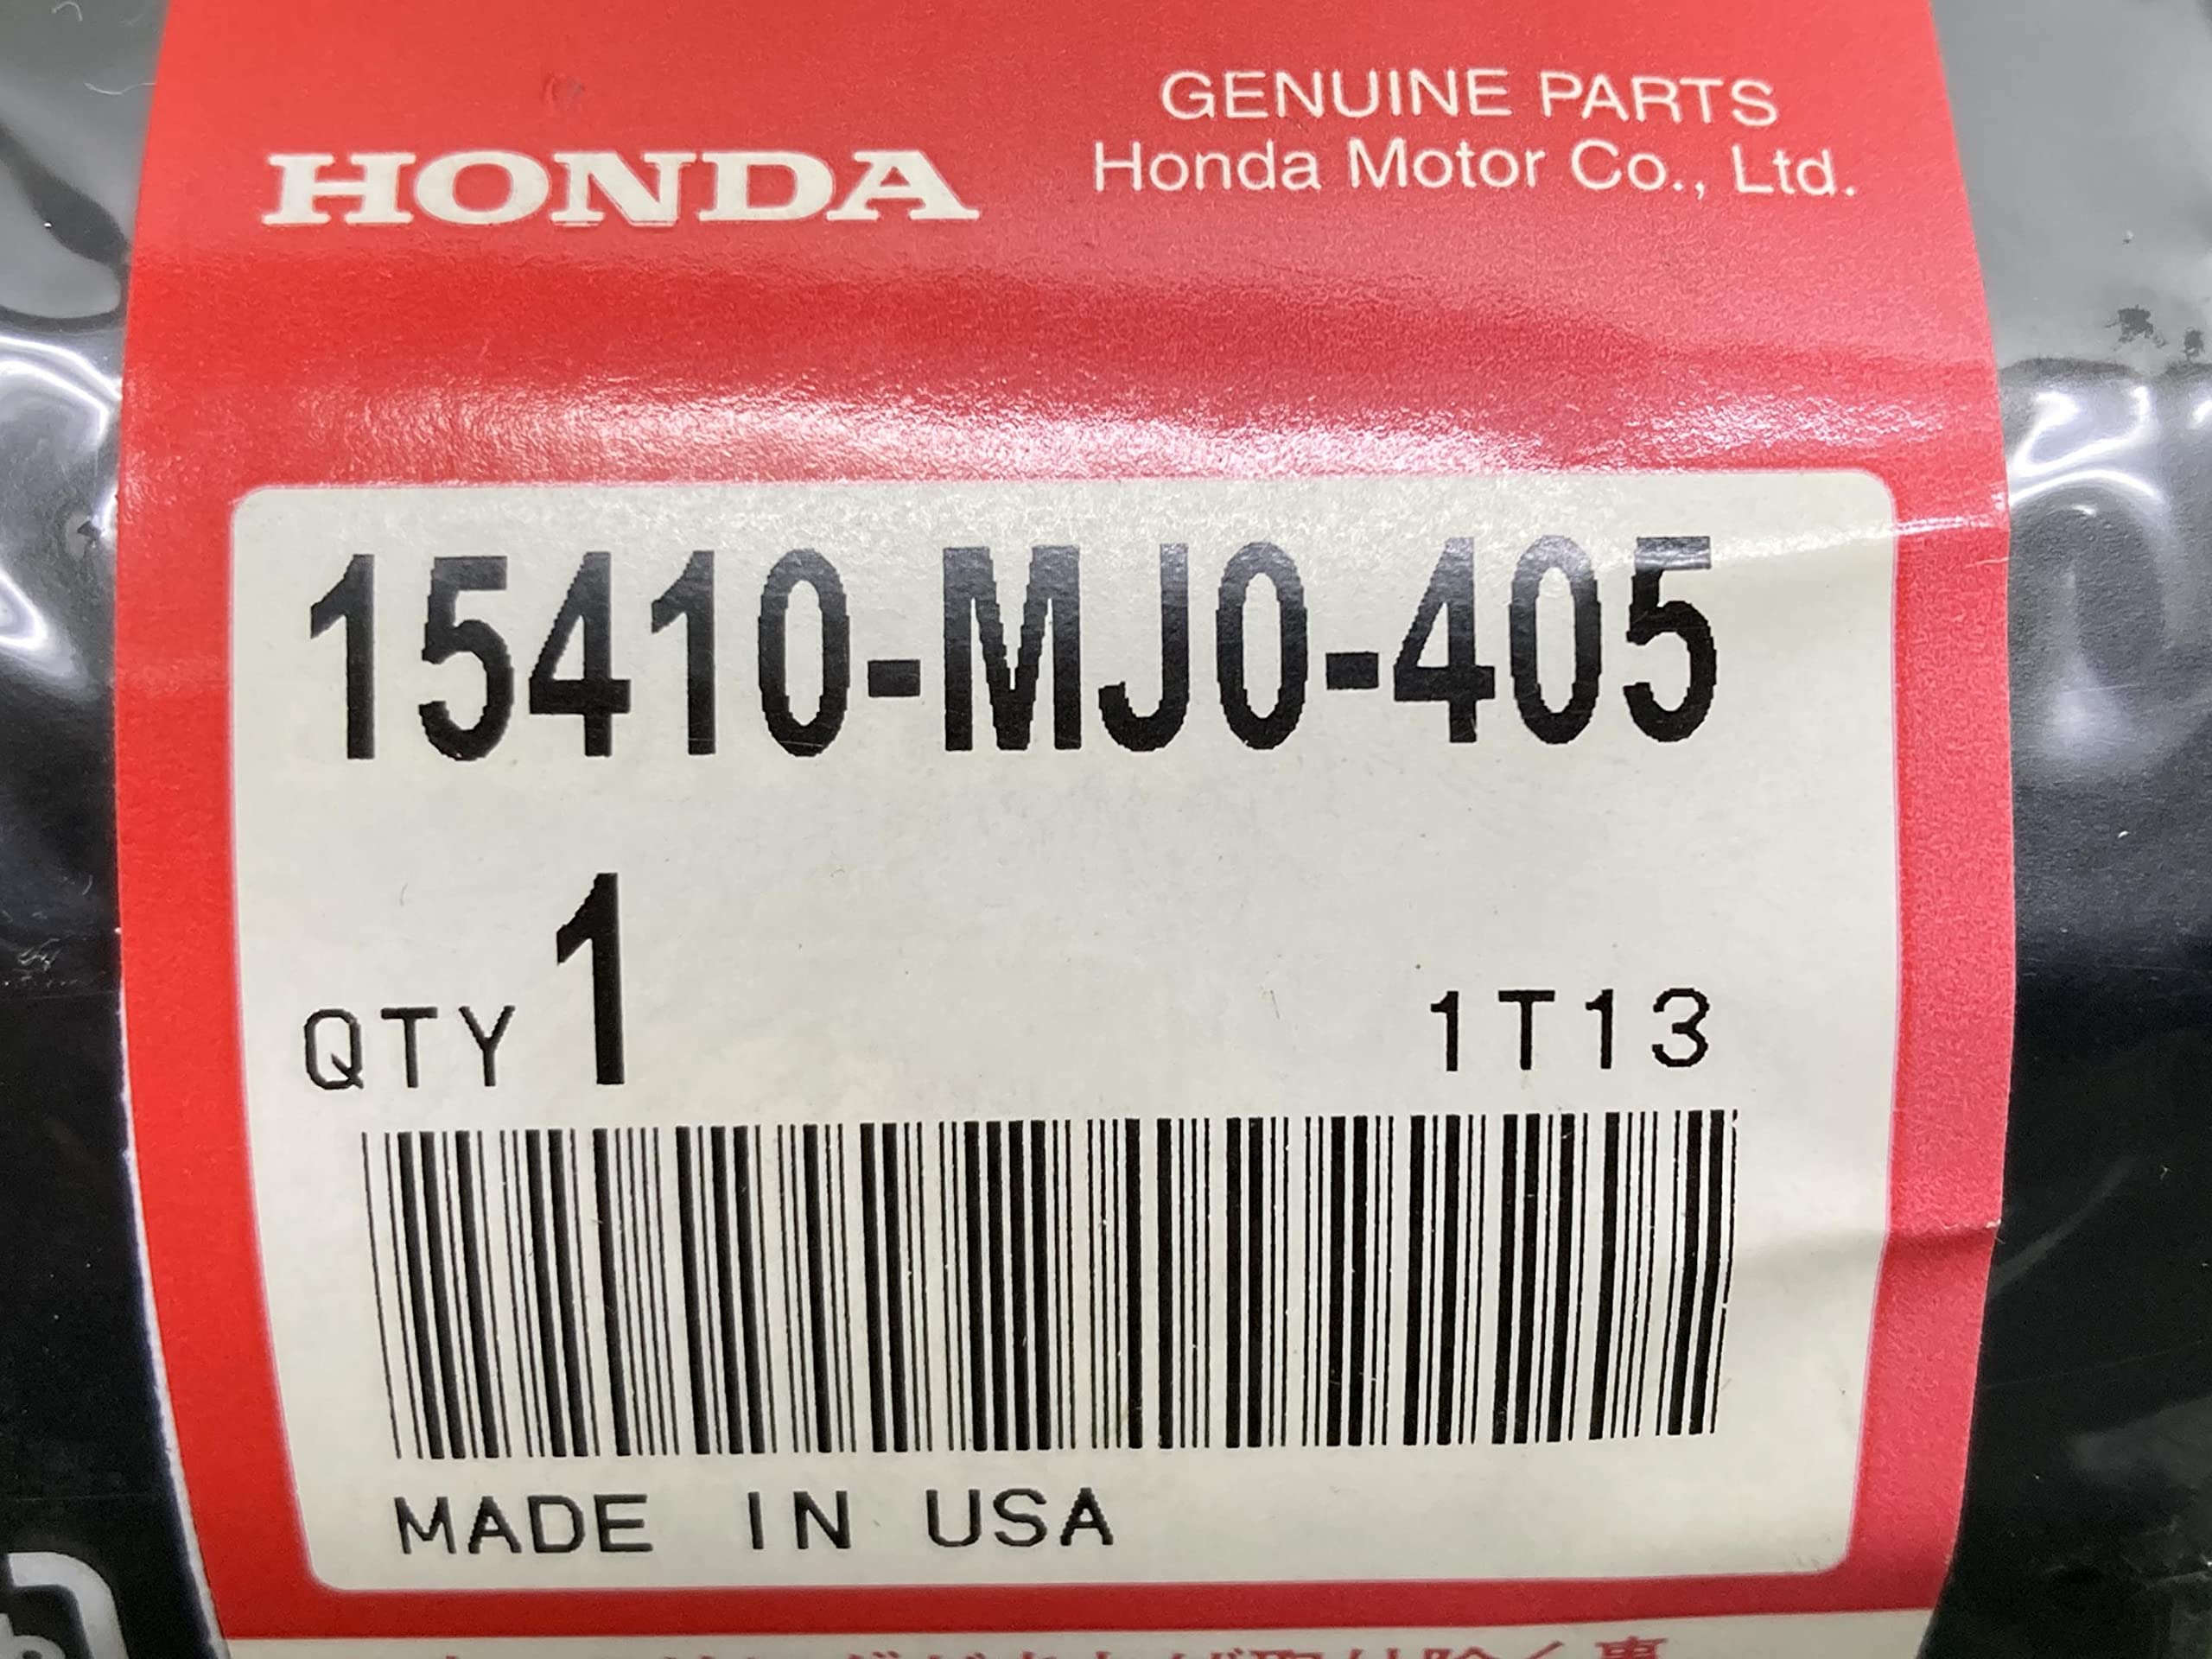 GENUINE PARTS
HONDA Honda Motor Co., Ltd.
15410-MJ0-405
QTY 1 1T13
MADE IN USA